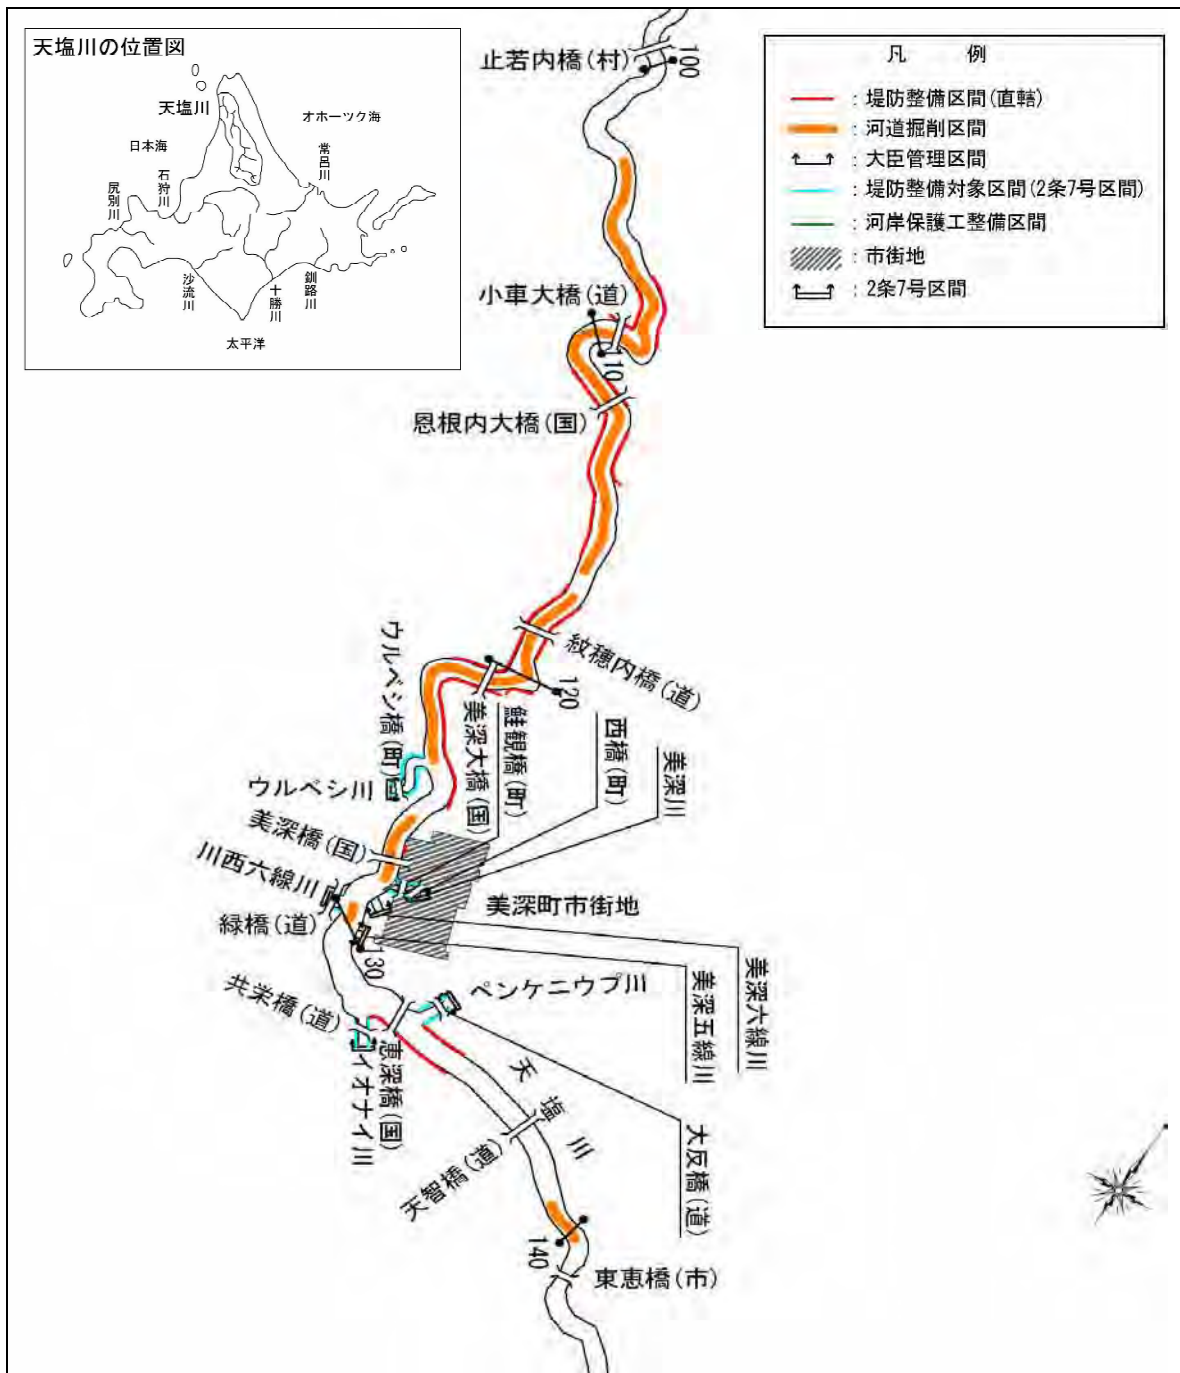 天塩川の位置図
天塩川
オホーツク海
日本海
常呂川
石狩川
尻別川
沙流川
十勝川
釧路川
太平洋
凡 例
：堤防整備区間(直轄)
：河道掘削区間
：大臣管理区間
：堤防整備対象区間(2条7号区間)
：河岸保護工整備区間
：市街地
：2条7号区間
止若内橋(村)
100
小車大橋(道)
110
恩根内大橋(国)
紋穂内橋(道)
120
ウルベシ橋(町)
美深大橋(国)
鮭観橋(町)
西橋(町)
美深川
ウルベシ川
美深橋(国)
川西六線川
緑橋(道)
美深町市街地
130
ペンケニウプ川
美深五線川
美深六線川
共栄橋(道)
恵深橋(国)
イオナイ川
天塩川
天智橋(道)
大反橋(道)
140
東恵橋(市)